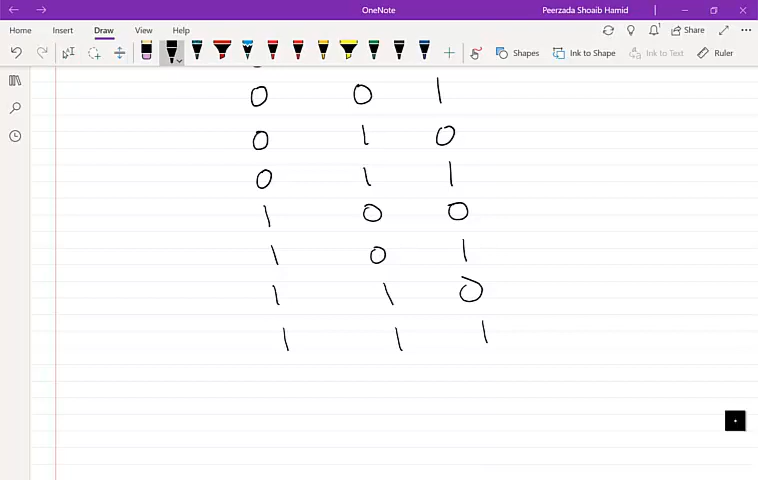 OneNote
Peerzada Shoaib Hamid
Home Insert Draw View Help Share
Shapes Ink to Shape Ink to Text Ruler
0 0 1
0 1 0
0 1 1
1 0 0
1 0 1
1 1 0
1 1 1